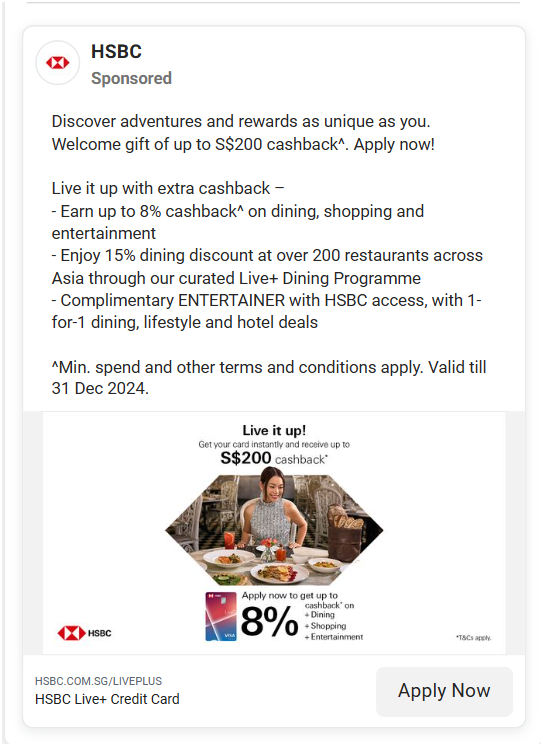 HSBC
Sponsored
Discover adventures and rewards as unique as you.
Welcome gift of up to S$200 cashback^. Apply now!
Live it up with extra cashback –
- Earn up to 8% cashback^ on dining, shopping and
entertainment
- Enjoy 15% dining discount at over 200 restaurants across
Asia through our curated Live+ Dining Programme
- Complimentary ENTERTAINER with HSBC access, with 1-
for-1 dining, lifestyle and hotel deals
^Min. spend and other terms and conditions apply. Valid till
31 Dec 2024.
Live it up!
Get your card instantly and receive up to
S$200 cashback*
Apply now to get up to
8% cashback* on
+ Dining
+ Shopping
+ Entertainment
VISA
HSBC
*T&Cs apply.
HSBC.COM.SG/LIVEPLUS
HSBC Live+ Credit Card
Apply Now